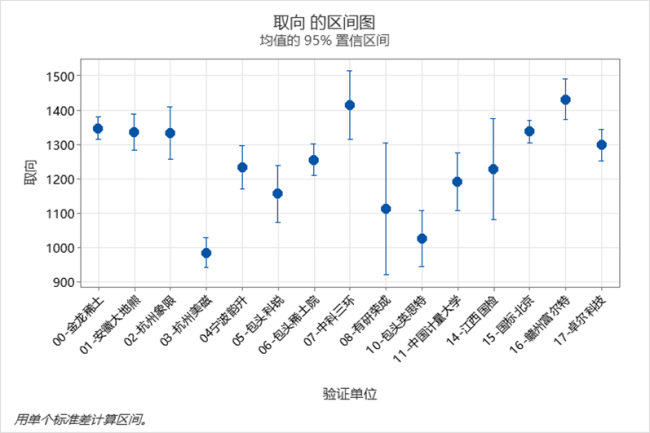 取向 的区间图
均值的 95% 置信区间
1500
1400
1300
1200
1100
1000
900
取向
00-金龙稀土
01-安徽大地熊
02-杭州象限
03-杭州美磁
04宁波韵升
05-包头科锐
06-包头稀土院
07-中科三环
08-有研荣成
10-包头英思特
11-中国计量大学
14-江西国检
15-国标北京
16-赣州富尔特
17-卓尔科技
验证单位
用单个标准差计算区间。